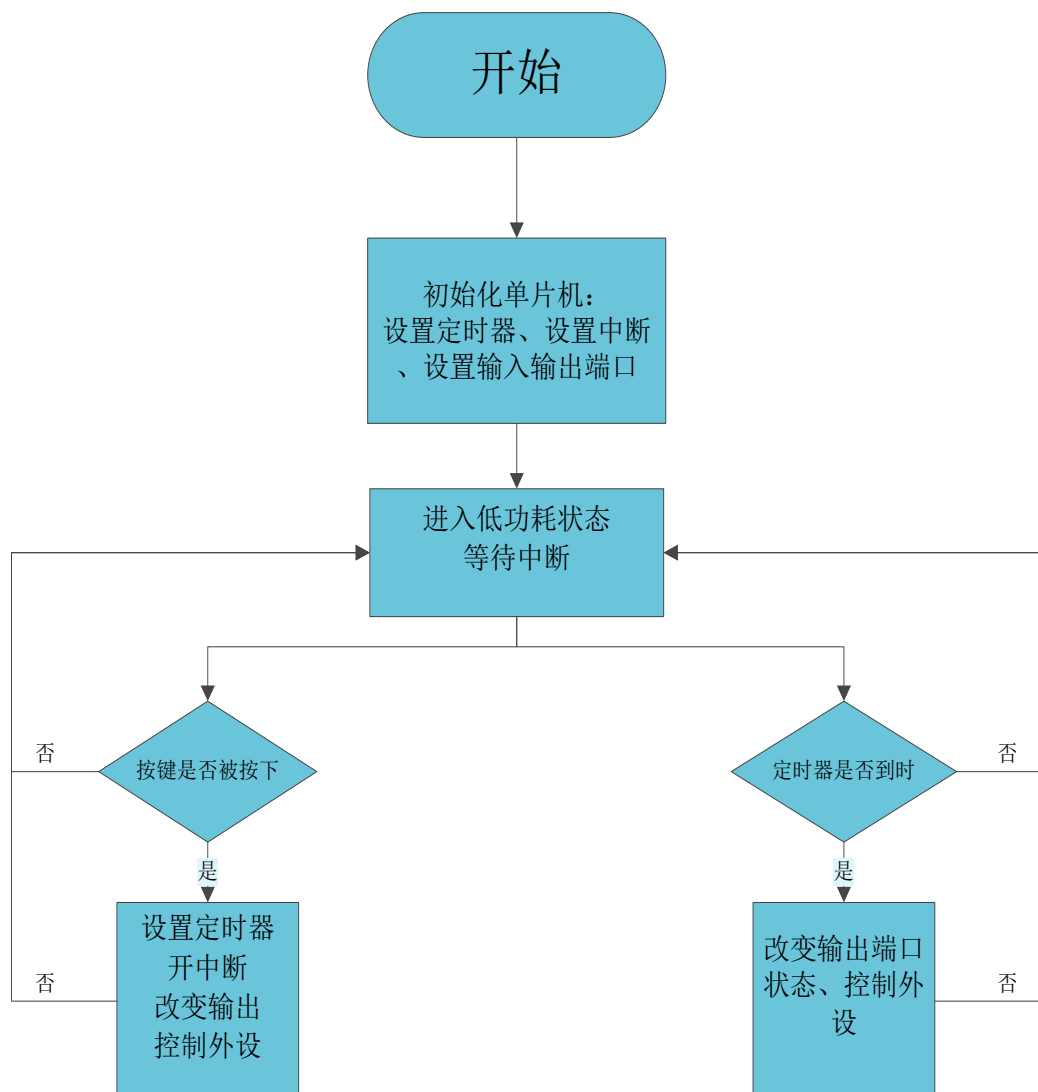 开始
初始化单片机：
设置定时器、设置中断
、设置输入输出端口
进入低功耗状态
等待中断
否
按键是否被按下
定时器是否到时
否
是
是
设置定时器
开中断
改变输出
控制外设
否
改变输出端口
状态、控制外
设
否